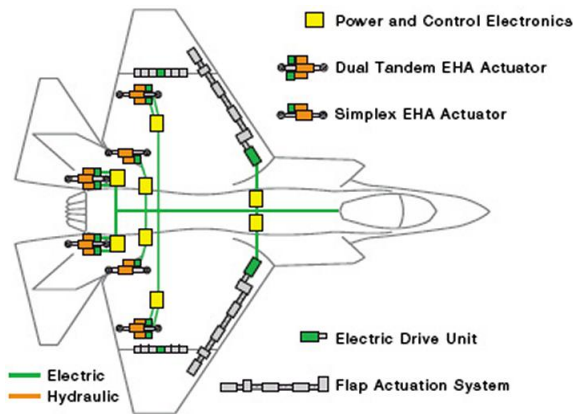 Power and Control Electronics
Dual Tandem EHA Actuator
Simplex EHA Actuator
Electric Drive Unit
Flap Actuation System
Electric
Hydraulic